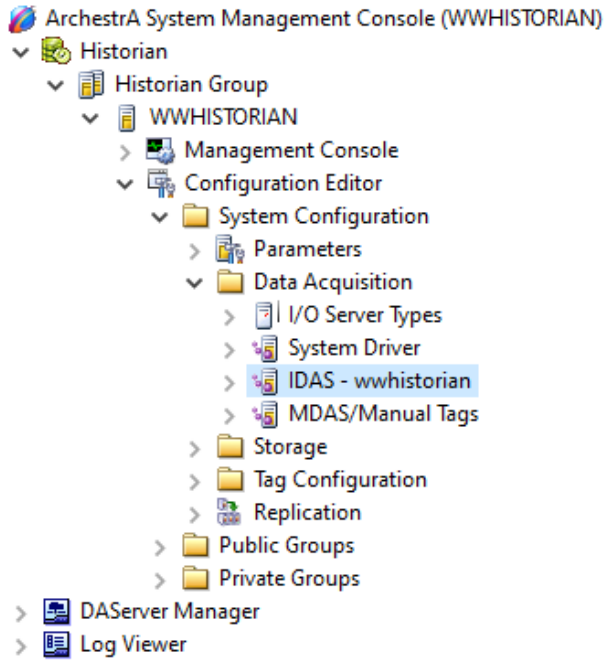 ArchestrA System Management Console (WWHISTORIAN)
Historian
Historian Group
WWHISTORIAN
Management Console
Configuration Editor
System Configuration
Parameters
Data Acquisition
I/O Server Types
System Driver
IDAS - wwhistorian
MDAS/Manual Tags
Storage
Tag Configuration
Replication
Public Groups
Private Groups
DAServer Manager
Log Viewer